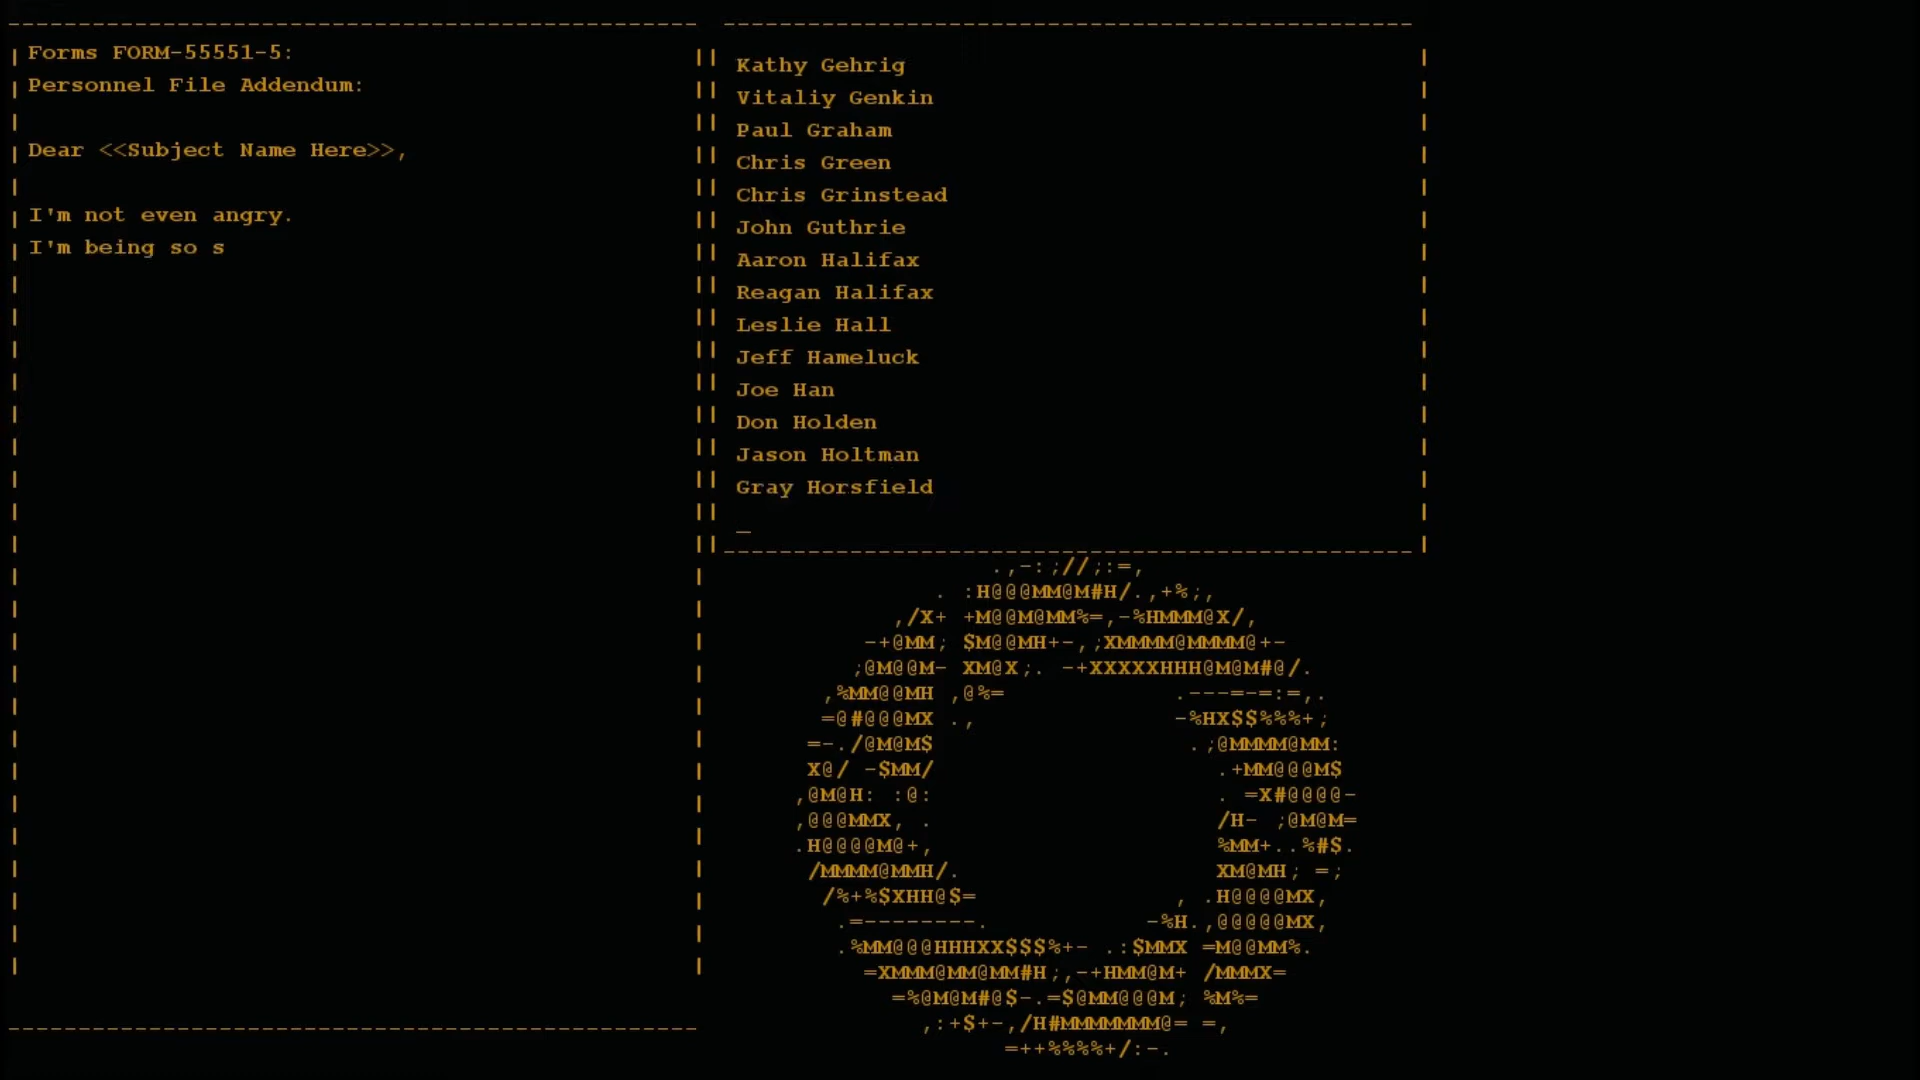 Forms FORM-55551-5:
Personnel File Addendum:
Dear <<Subject Name Here>>,
I'm not even angry.
I'm being so s
Kathy Gehrig
Vitaliy Genkin
Paul Graham
Chris Green
Chris Grinstead
John Guthrie
Aaron Halifax
Reagan Halifax
Leslie Hall
Jeff Hameluck
Joe Han
Don Holden
Jason Holtman
Gray Horsfield
_